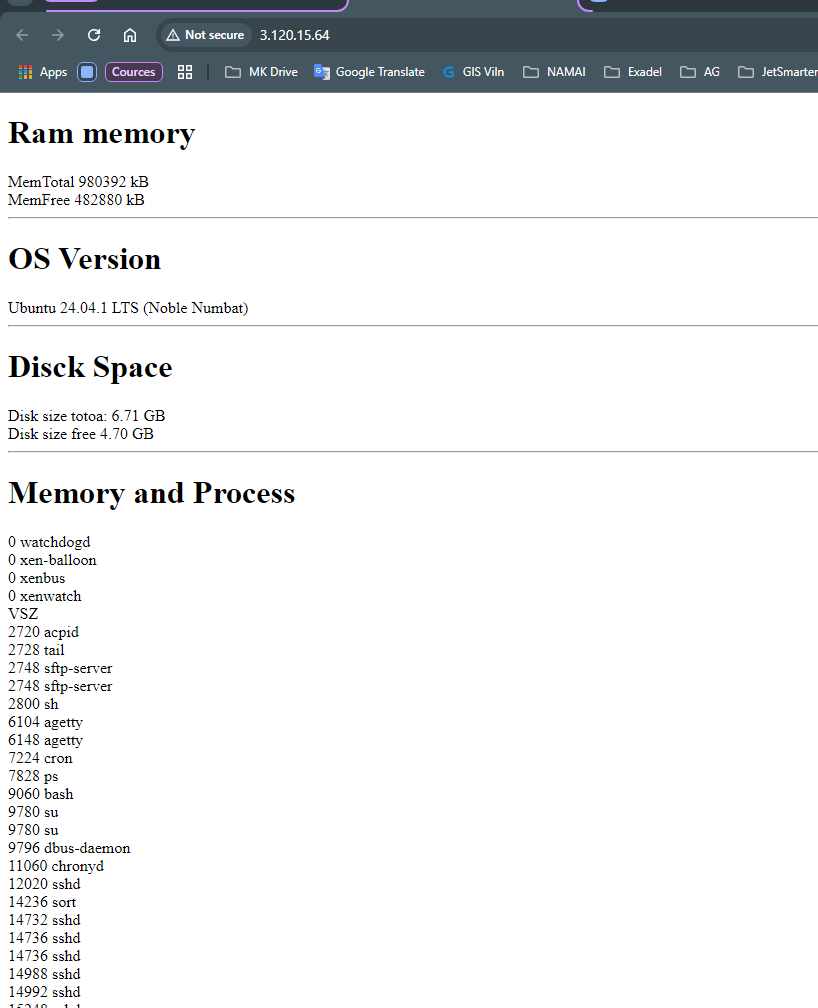 Not secure
3.120.15.64
Apps
Cources
MK Drive
Google Translate
GIS Viln
NAMAI
Exadel
AG
JetSmarter
Ram memory
MemTotal 980392 kB
MemFree 482880 kB
OS Version
Ubuntu 24.04.1 LTS (Noble Numbat)
Disck Space
Disk size totoa: 6.71 GB
Disk size free 4.70 GB
Memory and Process
0 watchdogd
0 xen-balloon
0 xenbus
0 xenwatch
VSZ
2720 acpid
2728 tail
2748 sftp-server
2748 sftp-server
2800 sh
6104 agetty
6148 agetty
7224 cron
7828 ps
9060 bash
9780 su
9780 su
9796 dbus-daemon
11060 chronyd
12020 sshd
14236 sort
14732 sshd
14736 sshd
14736 sshd
14988 sshd
14992 sshd